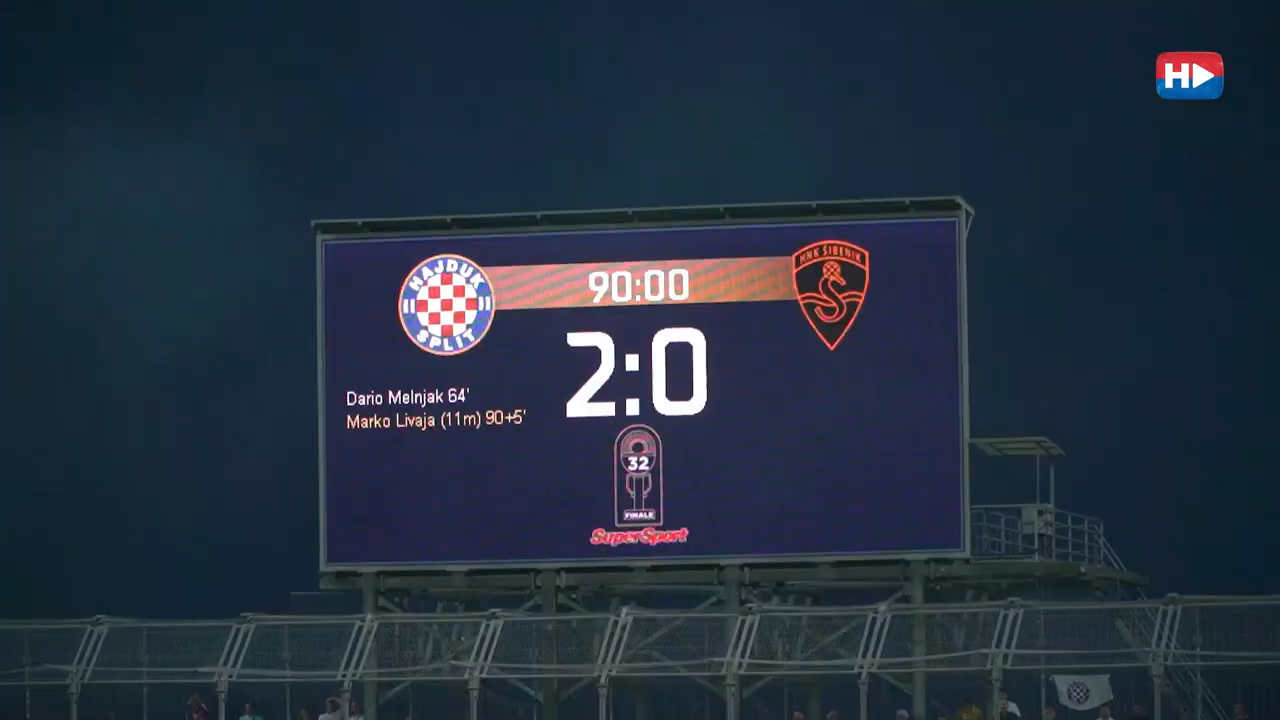 H
HAJDUK
SPLIT
90:00
HNK ŠIBENIK
2:0
Dario Melnjak 64'
Marko Livaja (11m) 90+5'
32
FINALE
SuperSport